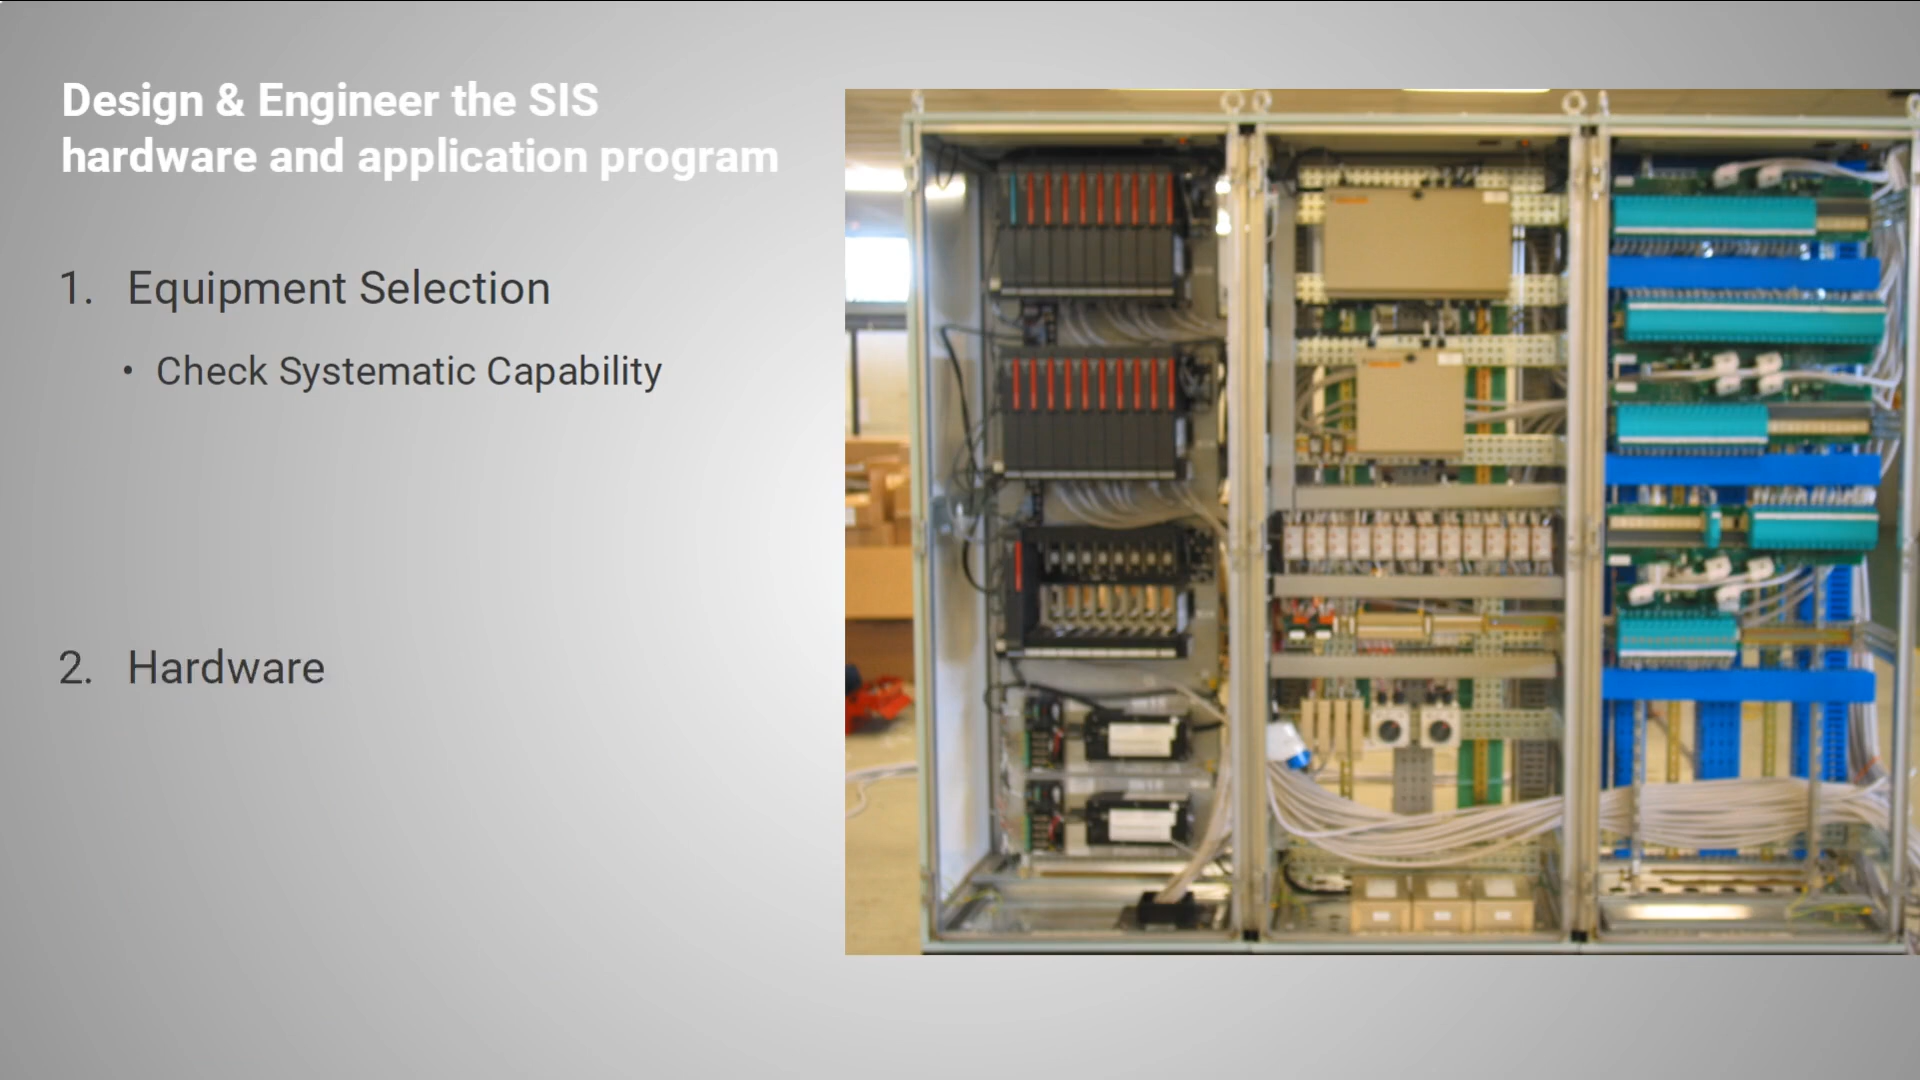 Design & Engineer the SIS
hardware and application program
1. Equipment Selection
• Check Systematic Capability
2. Hardware